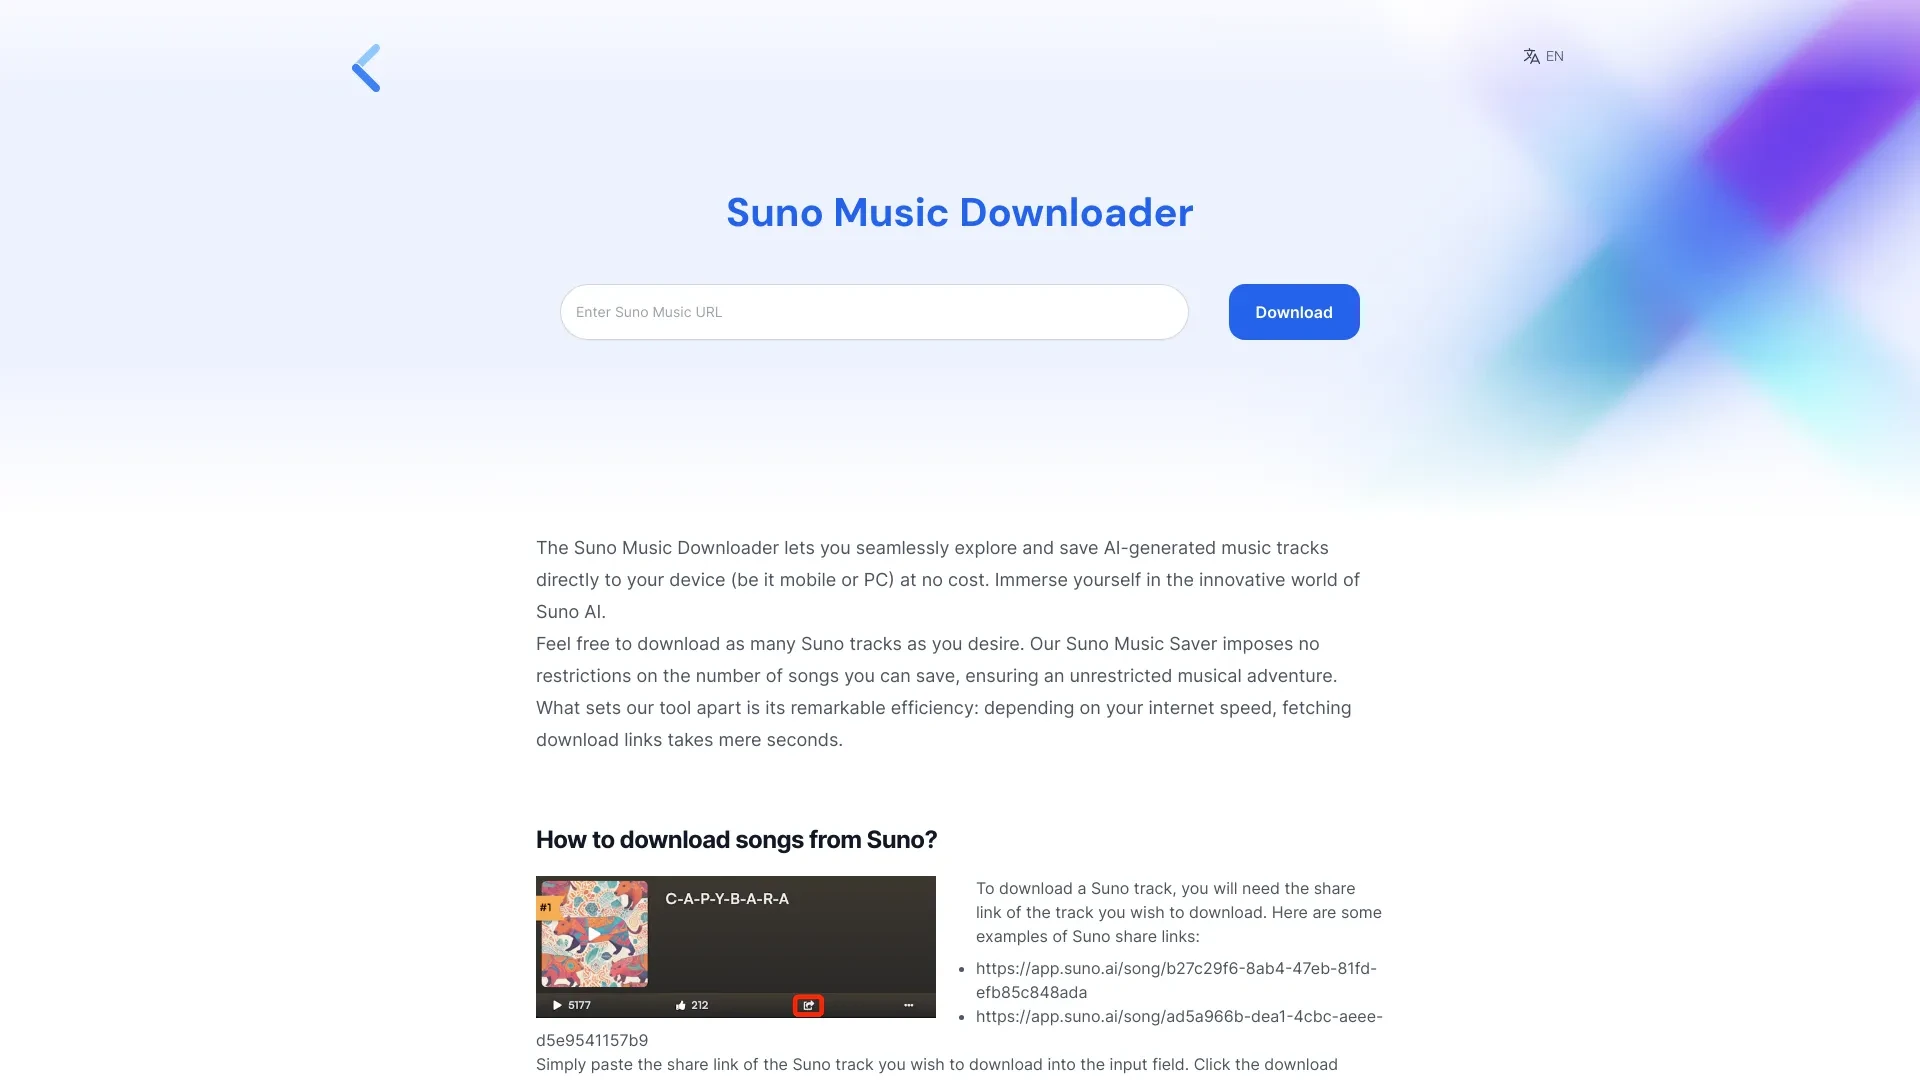 EN
Suno Music Downloader
Enter Suno Music URL
Download
The Suno Music Downloader lets you seamlessly explore and save AI-generated music tracks
directly to your device (be it mobile or PC) at no cost. Immerse yourself in the innovative world of
Suno AI.
Feel free to download as many Suno tracks as you desire. Our Suno Music Saver imposes no
restrictions on the number of songs you can save, ensuring an unrestricted musical adventure.
What sets our tool apart is its remarkable efficiency: depending on your internet speed, fetching
download links takes mere seconds.
How to download songs from Suno?
#1
C-A-P-Y-B-A-R-A
5177
212
To download a Suno track, you will need the share
link of the track you wish to download. Here are some
examples of Suno share links:
https://app.suno.ai/song/b27c29f6-8ab4-47eb-81fd-
efb85c848ada
https://app.suno.ai/song/ad5a966b-dea1-4cbc-aeee-
d5e9541157b9
Simply paste the share link of the Suno track you wish to download into the input field. Click the download